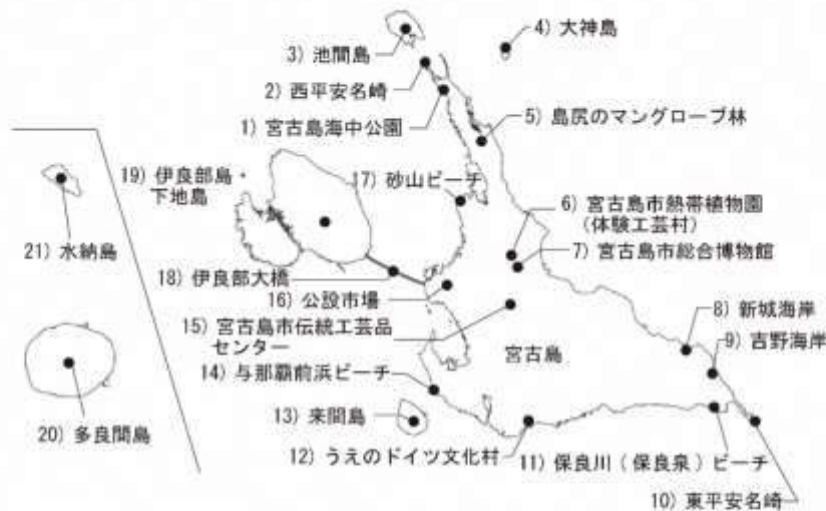 3) 池間島
4) 大神島
2) 西平安名崎
1) 宮古島海中公園
5) 島尻のマングローブ林
19) 伊良部島・
下地島
17) 砂山ビーチ
6) 宮古島市熱帯植物園
(体験工芸村)
21) 水納島
7) 宮古島市総合博物館
18) 伊良部大橋
16) 公設市場
8) 新城海岸
15) 宮古島市伝統工芸品
センター
9) 吉野海岸
宮古島
14) 与那覇前浜ビーチ
13) 来間島
20) 多良間島
12) うえのドイツ文化村
11) 保良川(保良泉)ビーチ
10) 東平安名崎